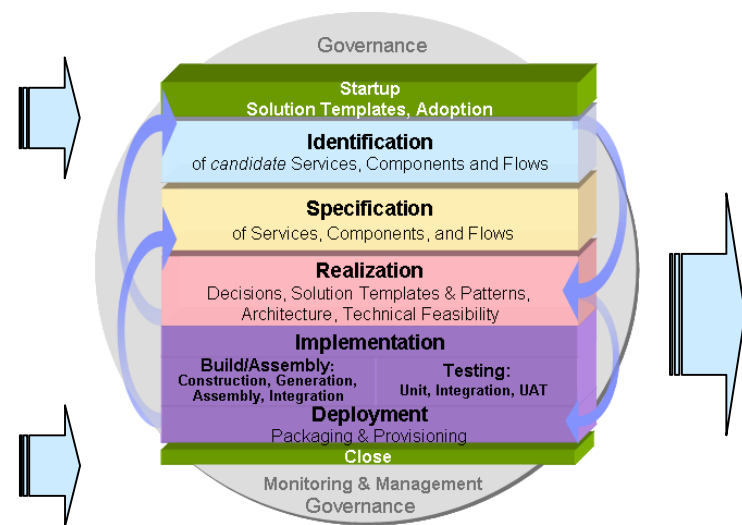 Governance
Startup
Solution Templates, Adoption
Identification
of candidate Services, Components and Flows
Specification
of Services, Components, and Flows
Realization
Decisions, Solution Templates & Patterns,
Architecture, Technical Feasibility
Implementation
Build/Assembly:
Construction, Generation,
Assembly, Integration
Testing:
Unit, Integration, UAT
Deployment
Packaging & Provisioning
Close
Monitoring & Management
Governance